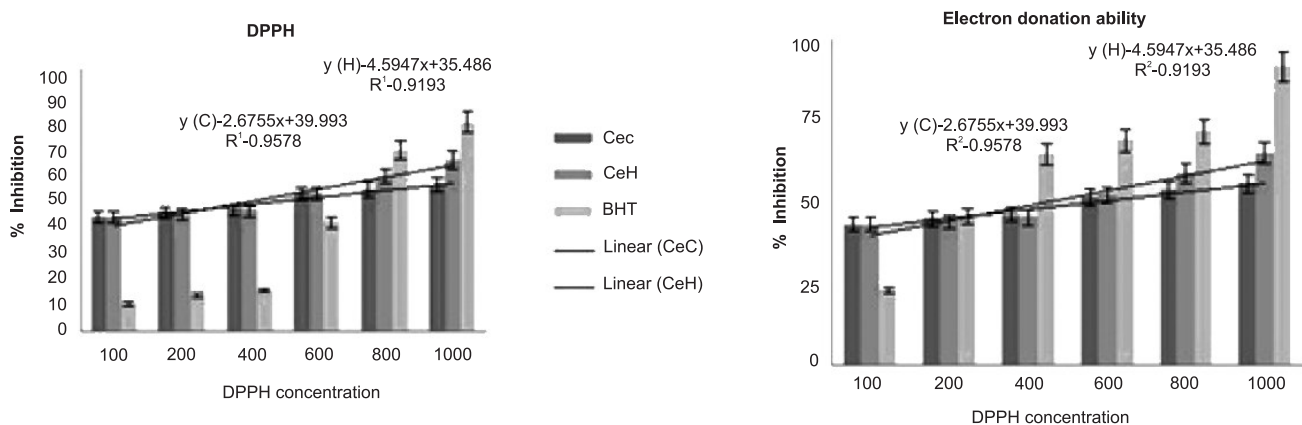 DPPH
y (H)-4.5947x+35.486
R¹-0.9193
y (C)-2.6755x+39.993
R¹-0.9578
% Inhibition
100
90
80
70
60
50
40
30
20
10
0
100 200 400 600 800 1000
DPPH concentration
Cec
CeH
BHT
Linear (CeC)
Linear (CeH)
Electron donation ability
y (H)-4.5947x+35.486
R²-0.9193
y (C)-2.6755x+39.993
R²-0.9578
% Inhibition
100
75
50
25
0
100 200 400 600 800 1000
DPPH concentration